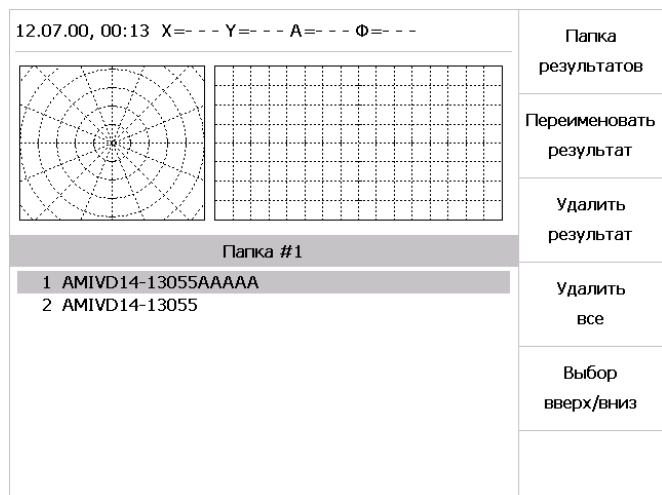 12.07.00, 00:13 X=- - - Y=- - - A=- - - Φ=- - -
Папка #1
1 AMIVD14-13055AAAAA
2 AMIVD14-13055
Папка
результатов
Переименовать
результат
Удалить
результат
Удалить
все
Выбор
вверх/вниз